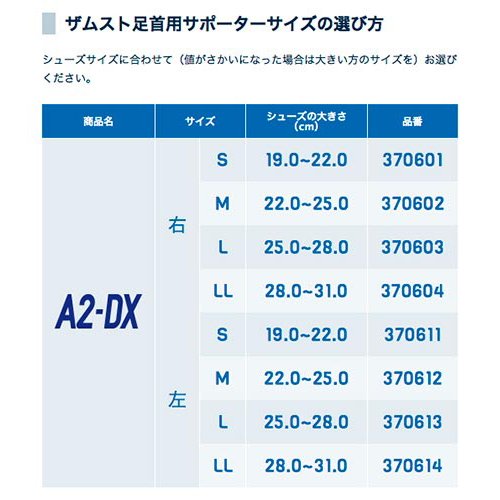 ザムスト足首用サポーターサイズの選び方
シューズサイズに合わせて（値がさかいになった場合は大きい方のサイズを）お選び
ください。
商品名 サイズ シューズの大きさ（cm） 品番
A2-DX
右
S 19.0~22.0 370601
M 22.0~25.0 370602
L 25.0~28.0 370603
LL 28.0~31.0 370604
左
S 19.0~22.0 370611
M 22.0~25.0 370612
L 25.0~28.0 370613
LL 28.0~31.0 370614